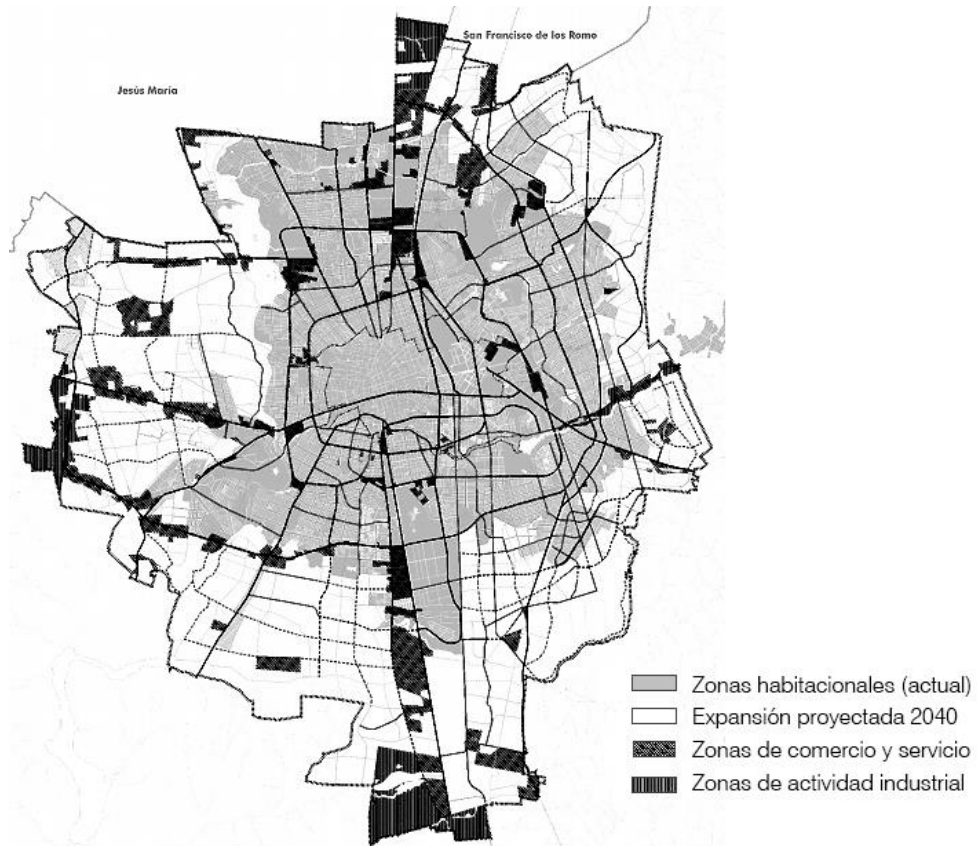 San Francisco de los Romo
Jesús María
Zonas habitacionales (actual)
Expansión proyectada 2040
Zonas de comercio y servicio
Zonas de actividad industrial